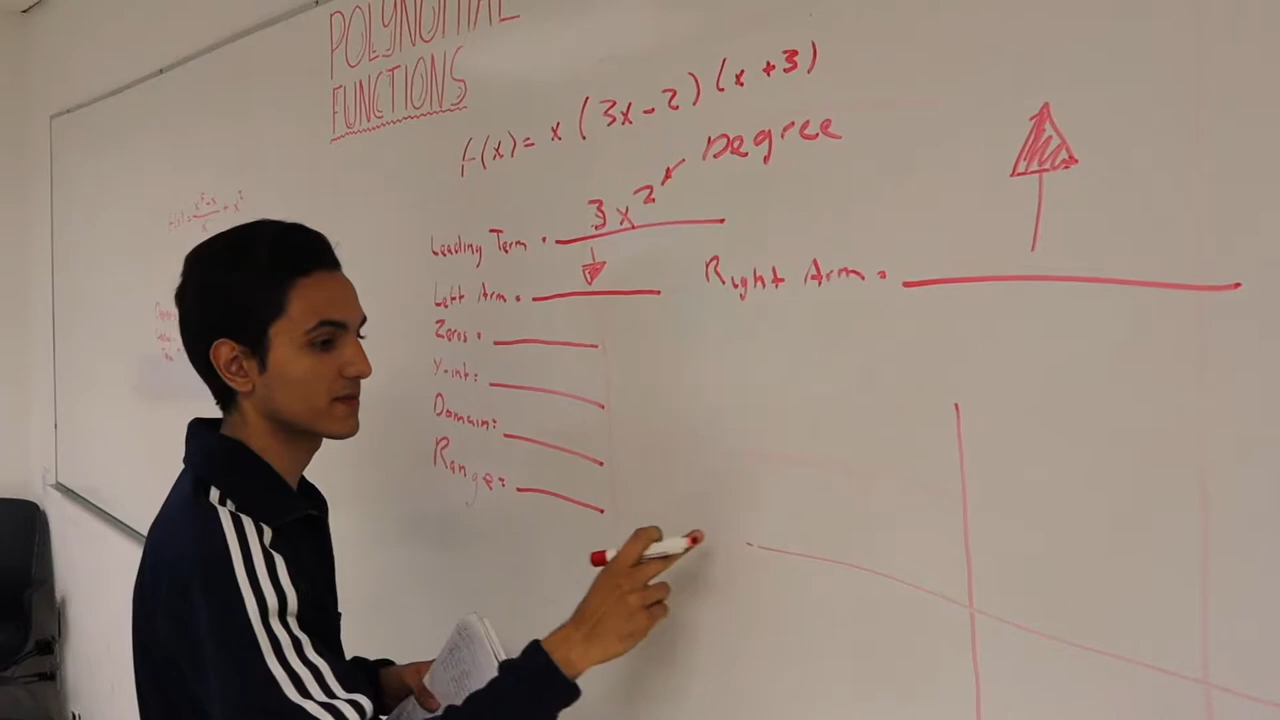 POLYNOMIAL
FUNCTIONS
f(x) = x (3x-2) (x+3)
Degree
3x²
Leading Term:
Left Arm: Right Arm:
Zeros:
Y-int:
Domain:
Range: